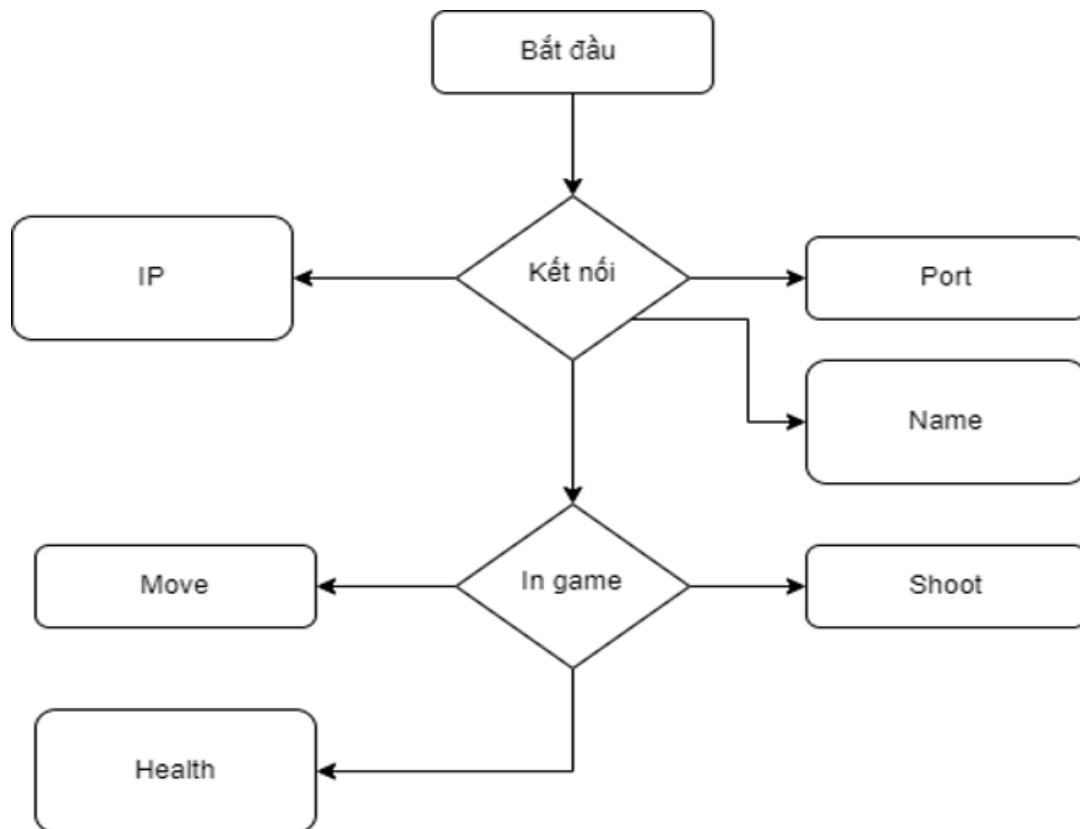 Bắt đầu
IP
Kết nối
Port
Name
Move
In game
Shoot
Health